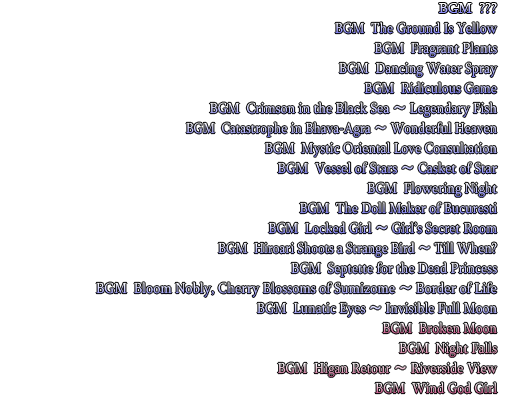 BGM ???
BGM The Ground Is Yellow
BGM Fragrant Plants
BGM Dancing Water Spray
BGM Ridiculous Game
BGM Crimson in the Black Sea ～ Legendary Fish
BGM Catastrophe in Bhava-Agra ～ Wonderful Heaven
BGM Mystic Oriental Love Consultation
BGM Vessel of Stars ～ Casket of Star
BGM Flowering Night
BGM The Doll Maker of Bucuresti
BGM Locked Girl ～ Girl's Secret Room
BGM Hiroari Shoots a Strange Bird ～ Till When?
BGM Septette for the Dead Princess
BGM Bloom Nobly, Cherry Blossoms of Sumizome ～ Border of Life
BGM Lunatic Eyes ～ Invisible Full Moon
BGM Broken Moon
BGM Night Falls
BGM Higan Retour ～ Riverside View
BGM Wind God Girl